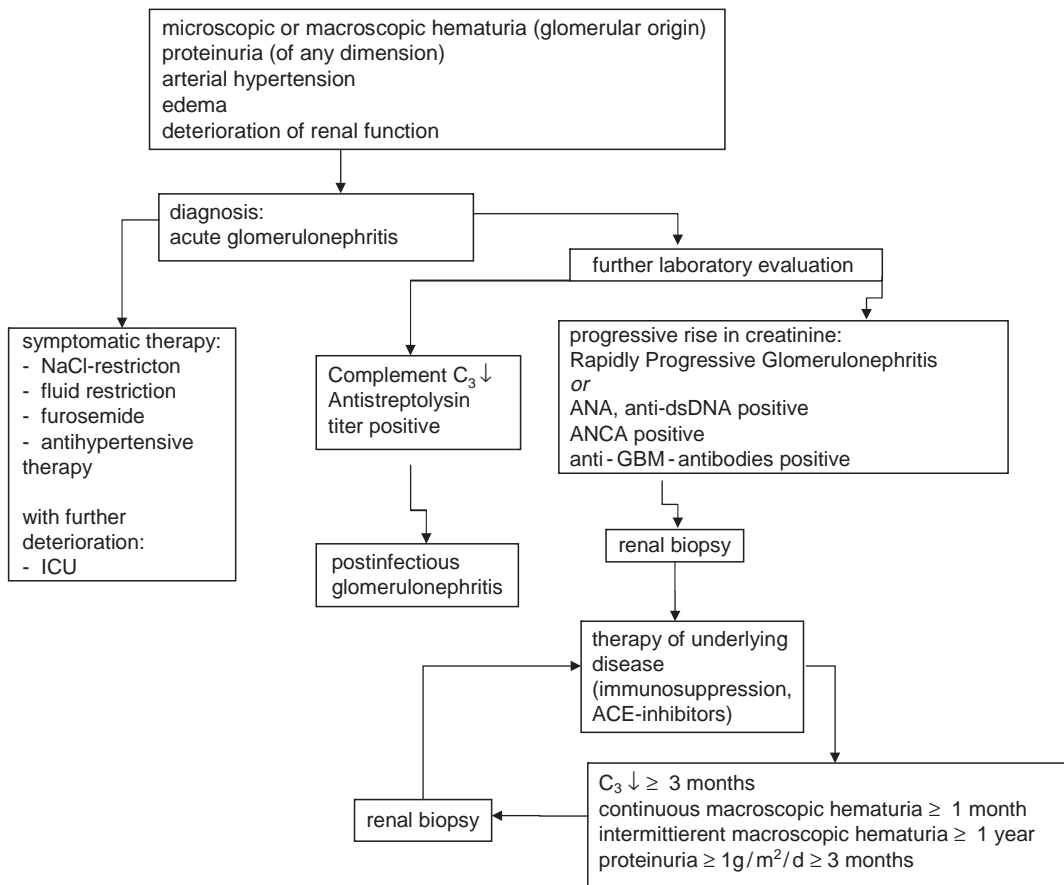 microscopic or macroscopic hematuria (glomerular origin)
proteinuria (of any dimension)
arterial hypertension
edema
deterioration of renal function
diagnosis:
acute glomerulonephritis
further laboratory evaluation
symptomatic therapy:
- NaCl-restricton
- fluid restriction
- furosemide
- antihypertensive
therapy
with further
deterioration:
- ICU
Complement C₃ ↓
Antistreptolysin
titer positive
progressive rise in creatinine:
Rapidly Progressive Glomerulonephritis
or
ANA, anti-dsDNA positive
ANCA positive
anti-GBM-antibodies positive
postinfectious
glomerulonephritis
renal biopsy
therapy of underlying
disease
(immunosuppression,
ACE-inhibitors)
C₃ ↓ ≥ 3 months
continuous macroscopic hematuria ≥ 1 month
intermittierent macroscopic hematuria ≥ 1 year
proteinuria ≥ 1g/m²/d ≥ 3 months
renal biopsy